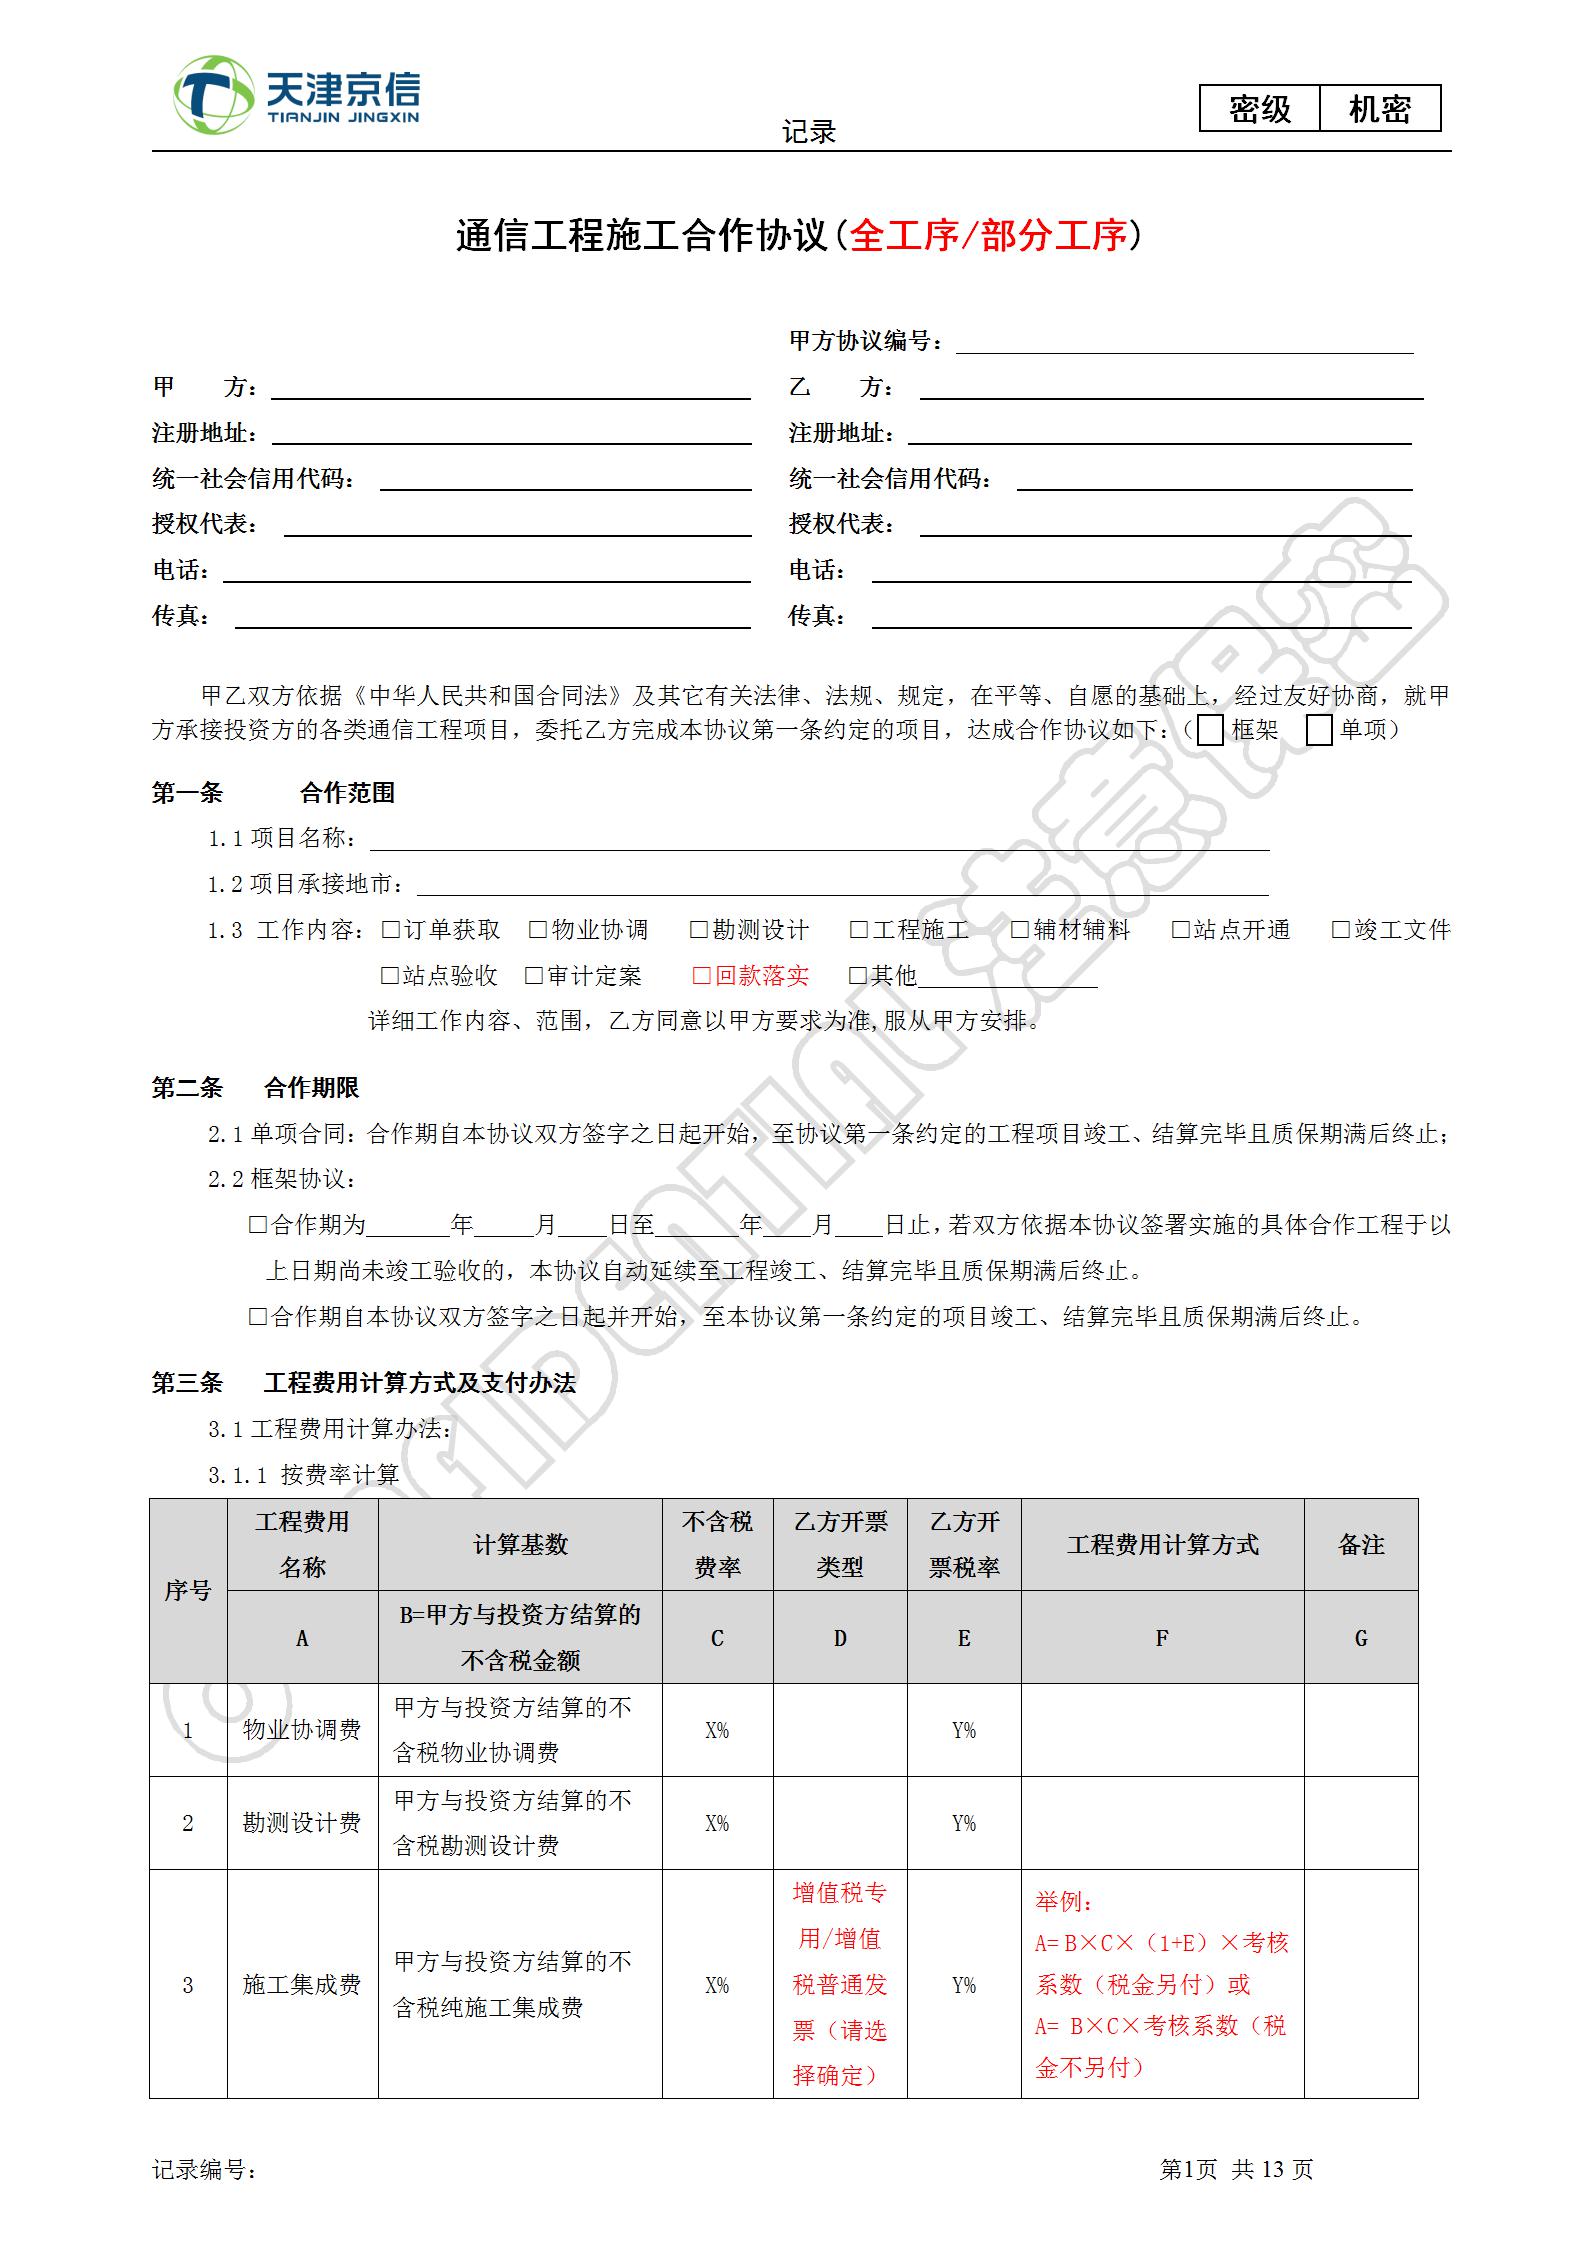 天津京信
TIANJIN JINGXIN
记录
密级 机密
通信工程施工合作协议(全工序/部分工序)
甲方协议编号：
甲　　方： 乙　　方：
注册地址： 注册地址：
统一社会信用代码： 统一社会信用代码：
授权代表： 授权代表：
电话： 电话：
传真： 传真：
甲乙双方依据《中华人民共和国合同法》及其它有关法律、法规、规定，在平等、自愿的基础上，经过友好协商，就甲
方承接投资方的各类通信工程项目，委托乙方完成本协议第一条约定的项目，达成合作协议如下：（□ 框架 □ 单项）
第一条 合作范围
1.1 项目名称：
1.2 项目承接地市：
1.3 工作内容：□订单获取 □物业协调 □勘测设计 □工程施工 □辅材辅料 □站点开通 □竣工文件
□站点验收 □审计定案 □回款落实 □其他
详细工作内容、范围，乙方同意以甲方要求为准,服从甲方安排。
第二条 合作期限
2.1 单项合同：合作期自本协议双方签字之日起开始，至协议第一条约定的工程项目竣工、结算完毕且质保期满后终止；
2.2 框架协议：
□合作期为____年____月____日至____年____月____日止，若双方依据本协议签署实施的具体合作工程于以
上日期尚未竣工验收的，本协议自动延续至工程竣工、结算完毕且质保期满后终止。
□合作期自本协议双方签字之日起并开始，至本协议第一条约定的项目竣工、结算完毕且质保期满后终止。
第三条 工程费用计算方式及支付办法
3.1 工程费用计算办法：
3.1.1 按费率计算
序号
工程费用
名称
计算基数
不含税
费率
乙方开票
类型
乙方开
票税率
工程费用计算方式
备注
A
B=甲方与投资方结算的
不含税金额
C
D
E
F
G
1
物业协调费
甲方与投资方结算的不
含税物业协调费
X%
Y%
2
勘测设计费
甲方与投资方结算的不
含税勘测设计费
X%
Y%
3
施工集成费
甲方与投资方结算的不
含税纯施工集成费
X%
增值税专
用/增值
税普通发
票（请选
择确定）
Y%
举例：
A= B×C×（1+E）×考核
系数（税金另付）或
A= B×C×考核系数（税
金不另付）
记录编号：
第1页 共 13 页
CONFIDENTIAL 注意保密